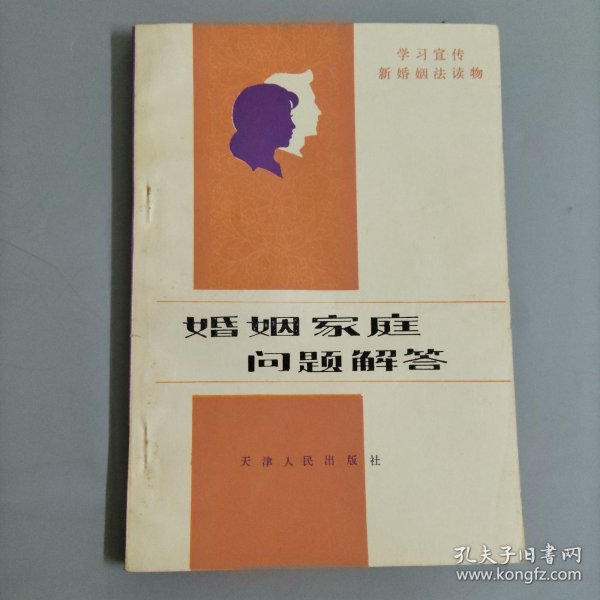 学习宣传
新婚姻法读物
婚姻家庭
问题解答
天津人民出版社
孔夫子旧书网
www.kongfz.com